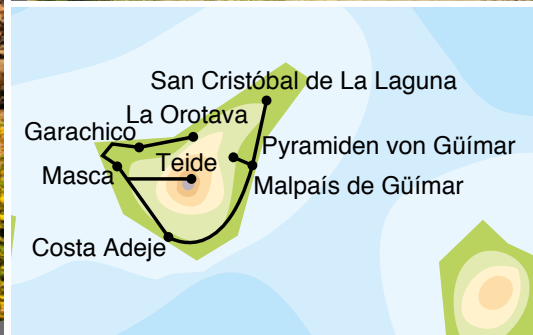 San Cristóbal de La Laguna
La Orotava
Garachico
Pyramiden von Güímar
Teide
Masca
Malpaís de Güímar
Costa Adeje